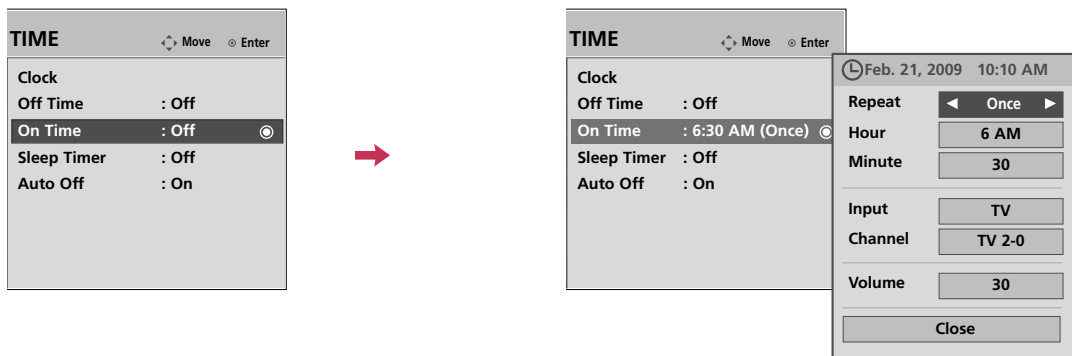 TIME Move Enter
Clock
Off Time : Off
On Time : Off
Sleep Timer : Off
Auto Off : On
TIME Move Enter
Clock
Off Time : Off
On Time : 6:30 AM (Once)
Sleep Timer : Off
Auto Off : On
Feb. 21, 2009 10:10 AM
Repeat ◀ Once ▶
Hour 6 AM
Minute 30
Input TV
Channel TV 2-0
Volume 30
Close